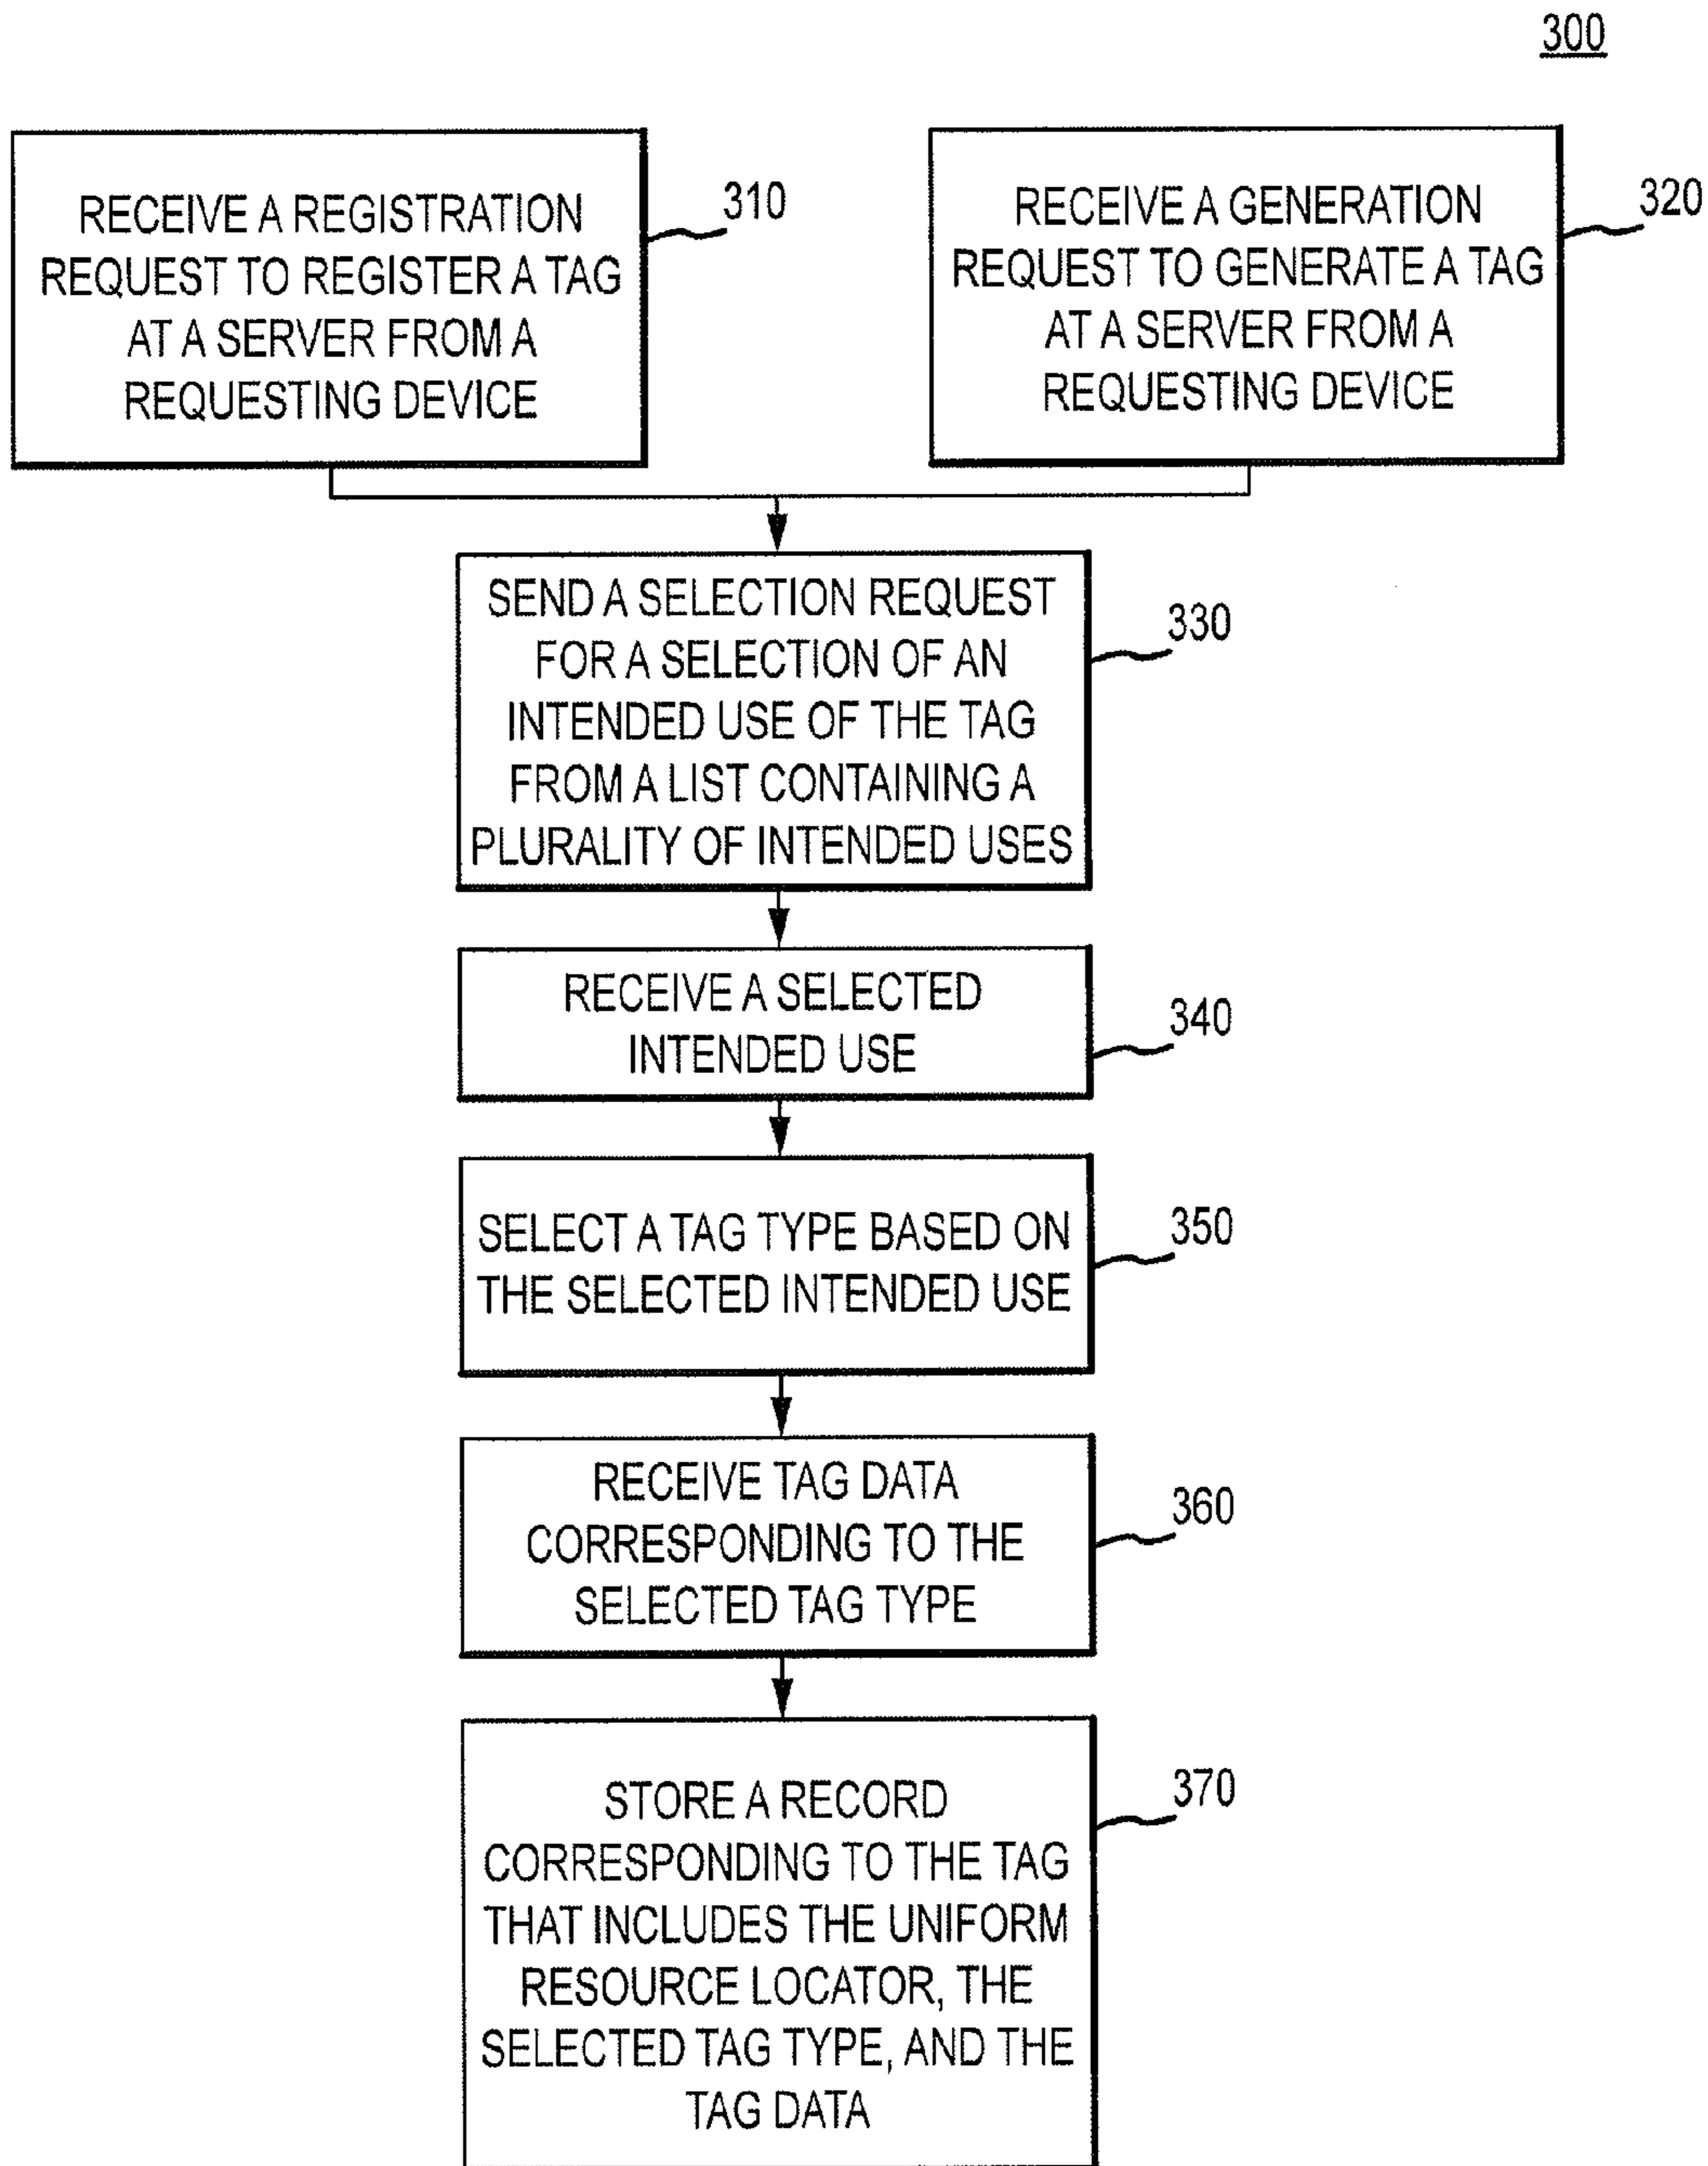 300
RECEIVE A REGISTRATION
REQUEST TO REGISTER A TAG
AT A SERVER FROM A
REQUESTING DEVICE
310
RECEIVE A GENERATION
REQUEST TO GENERATE A TAG
AT A SERVER FROM A
REQUESTING DEVICE
320
SEND A SELECTION REQUEST
FOR A SELECTION OF AN
INTENDED USE OF THE TAG
FROM A LIST CONTAINING A
PLURALITY OF INTENDED USES
330
RECEIVE A SELECTED
INTENDED USE
340
SELECT A TAG TYPE BASED ON
THE SELECTED INTENDED USE
350
RECEIVE TAG DATA
CORRESPONDING TO THE
SELECTED TAG TYPE
360
STORE A RECORD
CORRESPONDING TO THE TAG
THAT INCLUDES THE UNIFORM
RESOURCE LOCATOR, THE
SELECTED TAG TYPE, AND THE
TAG DATA
370